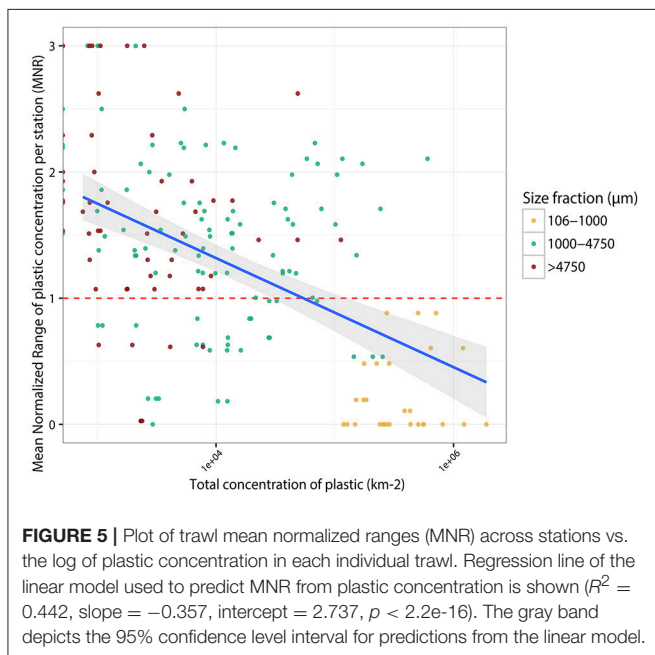 Mean Normalized Range of plastic concentration per station (MNR)
3
2
1
0
1e+04
1e+06
Total concentration of plastic (km-2)
Size fraction (μm)
106–1000
1000–4750
>4750
FIGURE 5 | Plot of trawl mean normalized ranges (MNR) across stations vs.
the log of plastic concentration in each individual trawl. Regression line of the
linear model used to predict MNR from plastic concentration is shown (R² =
0.442, slope = −0.357, intercept = 2.737, p < 2.2e-16). The gray band
depicts the 95% confidence level interval for predictions from the linear model.